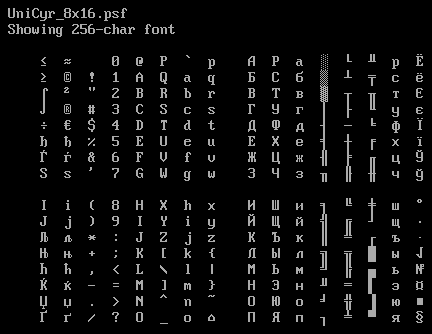 UniCyr_8x16.psf
Showing 256-char font
≤ ≈ 0 @ P ` p А Р а ░ └ ╨ р Ё
≥ © ! 1 A Q a q Б С б ▒ ┴ ╤ с ё
⌠ ² " 2 B R b r В Т в ▓ ┬ ╥ т Є
⌡ ® # 3 C S c s Г У г │ ├ ╙ у є
÷ € $ 4 D T d t Д Ф д ┤ ─ ╘ ф Ї
Ђ ђ % 5 E U e u Е Х е ╡ ┼ ╒ х ї
Ѓ ѓ & 6 F V f v Ж Ц ж ╢ ╞ ╓ ц Ў
Ѕ ѕ ' 7 G W g w З Ч з ╖ ╟ ╫ ч ў
І і ( 8 H X h x И Ш и ╕ ╚ ╪ ш °
Ј ј ) 9 I Y i y Й Щ й ╣ ╔ ┘ щ ∙
Љ љ * : J Z j z К Ъ к ║ ╩ ┌ ъ ·
Њ њ + ; K [ k { Л Ы л ╗ ╦ █ ы √
Ћ ћ , < L \ l | М Ь м ╝ ╠ ▄ ь №
Ќ ќ - = M ] m } Н Э н ╜ ═ ▌ э ¤
Џ џ . > N ^ n ~ О Ю о ╛ ╬ ▐ ю ■
Ґ ґ / ? O _ o ⌂ П Я п ┐ ╧ ▀ я §